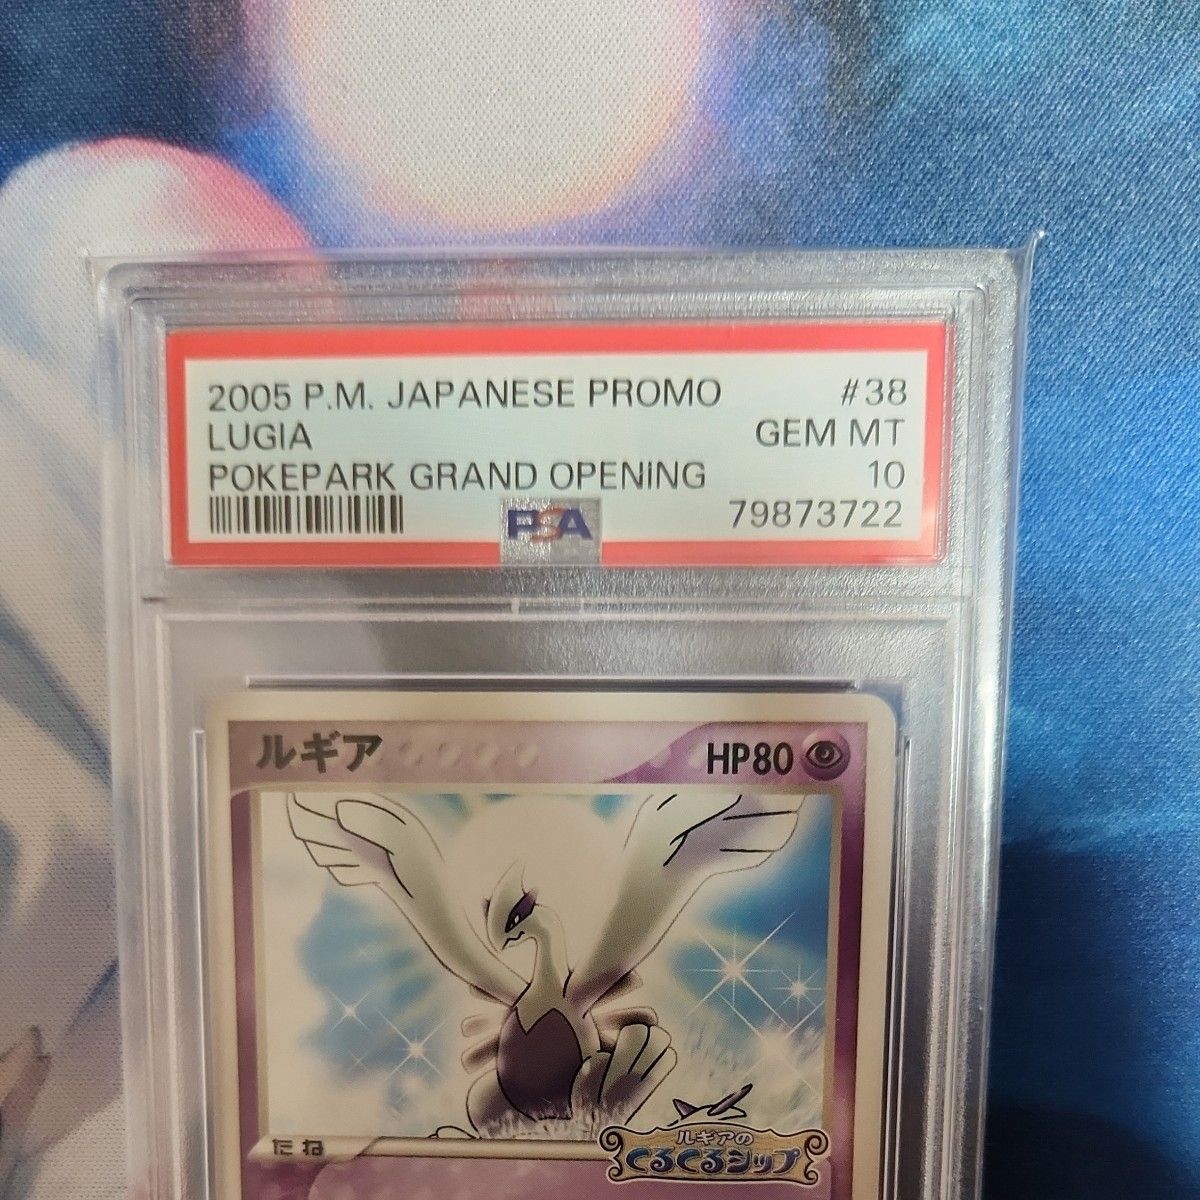 2005 P.M. JAPANESE PROMO #38
LUGIA GEM MT
POKEPARK GRAND OPENING 10
PSA 79873722
ルギア HP80
たね
ルギアの
くるくるシップ